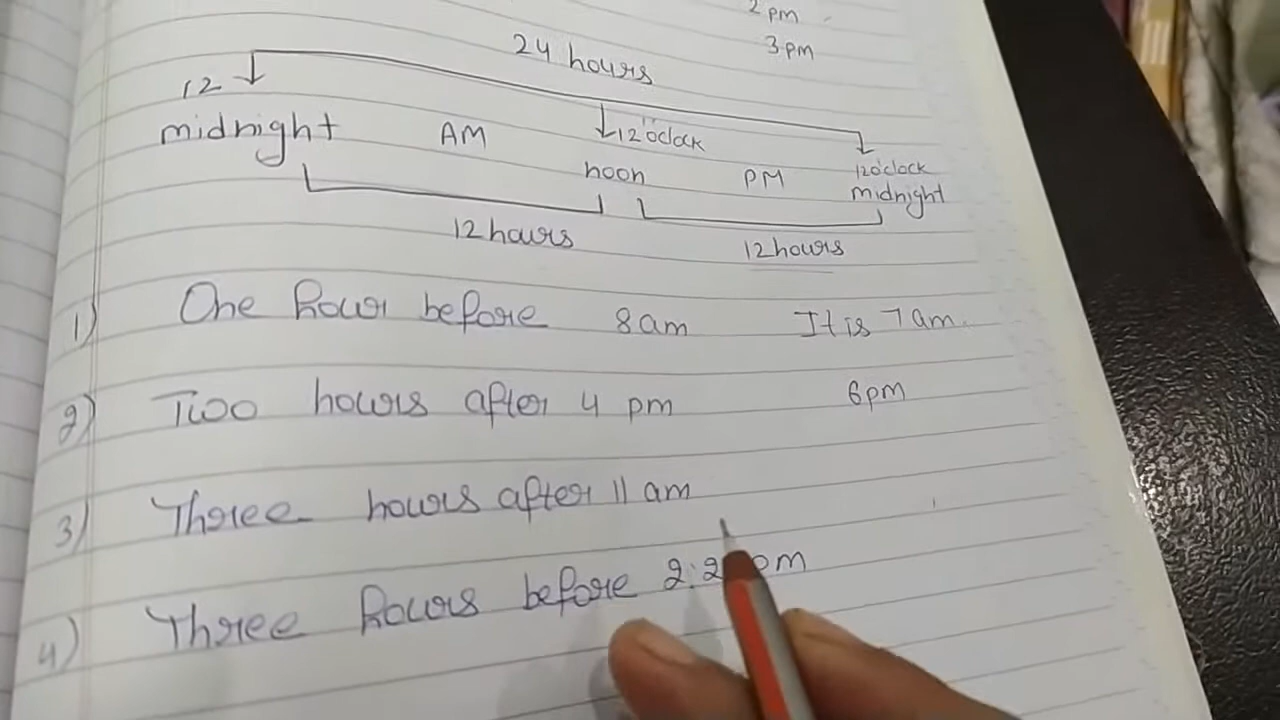 2 pm
3 pm
24 hours
12
midnight AM 12 o'clock
noon PM 12 o'clock
midnight
12 hours 12 hours
1) One hour before 8 am It is 7 am.
2) Two hours after 4 pm 6 pm
3) Three hours after 11 am
4) Three hours before pm